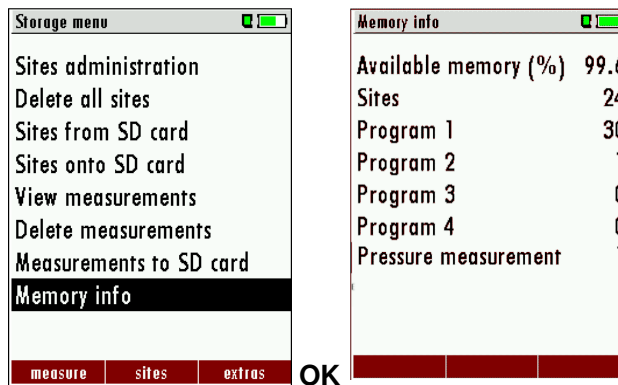 Storage menu
Sites administration
Delete all sites
Sites from SD card
Sites onto SD card
View measurements
Delete measurements
Measurements to SD card
Memory info
measure sites extras
OK
Memory info
Available memory (%)
Sites
Program 1
Program 2
Program 3
Program 4
Pressure measurement